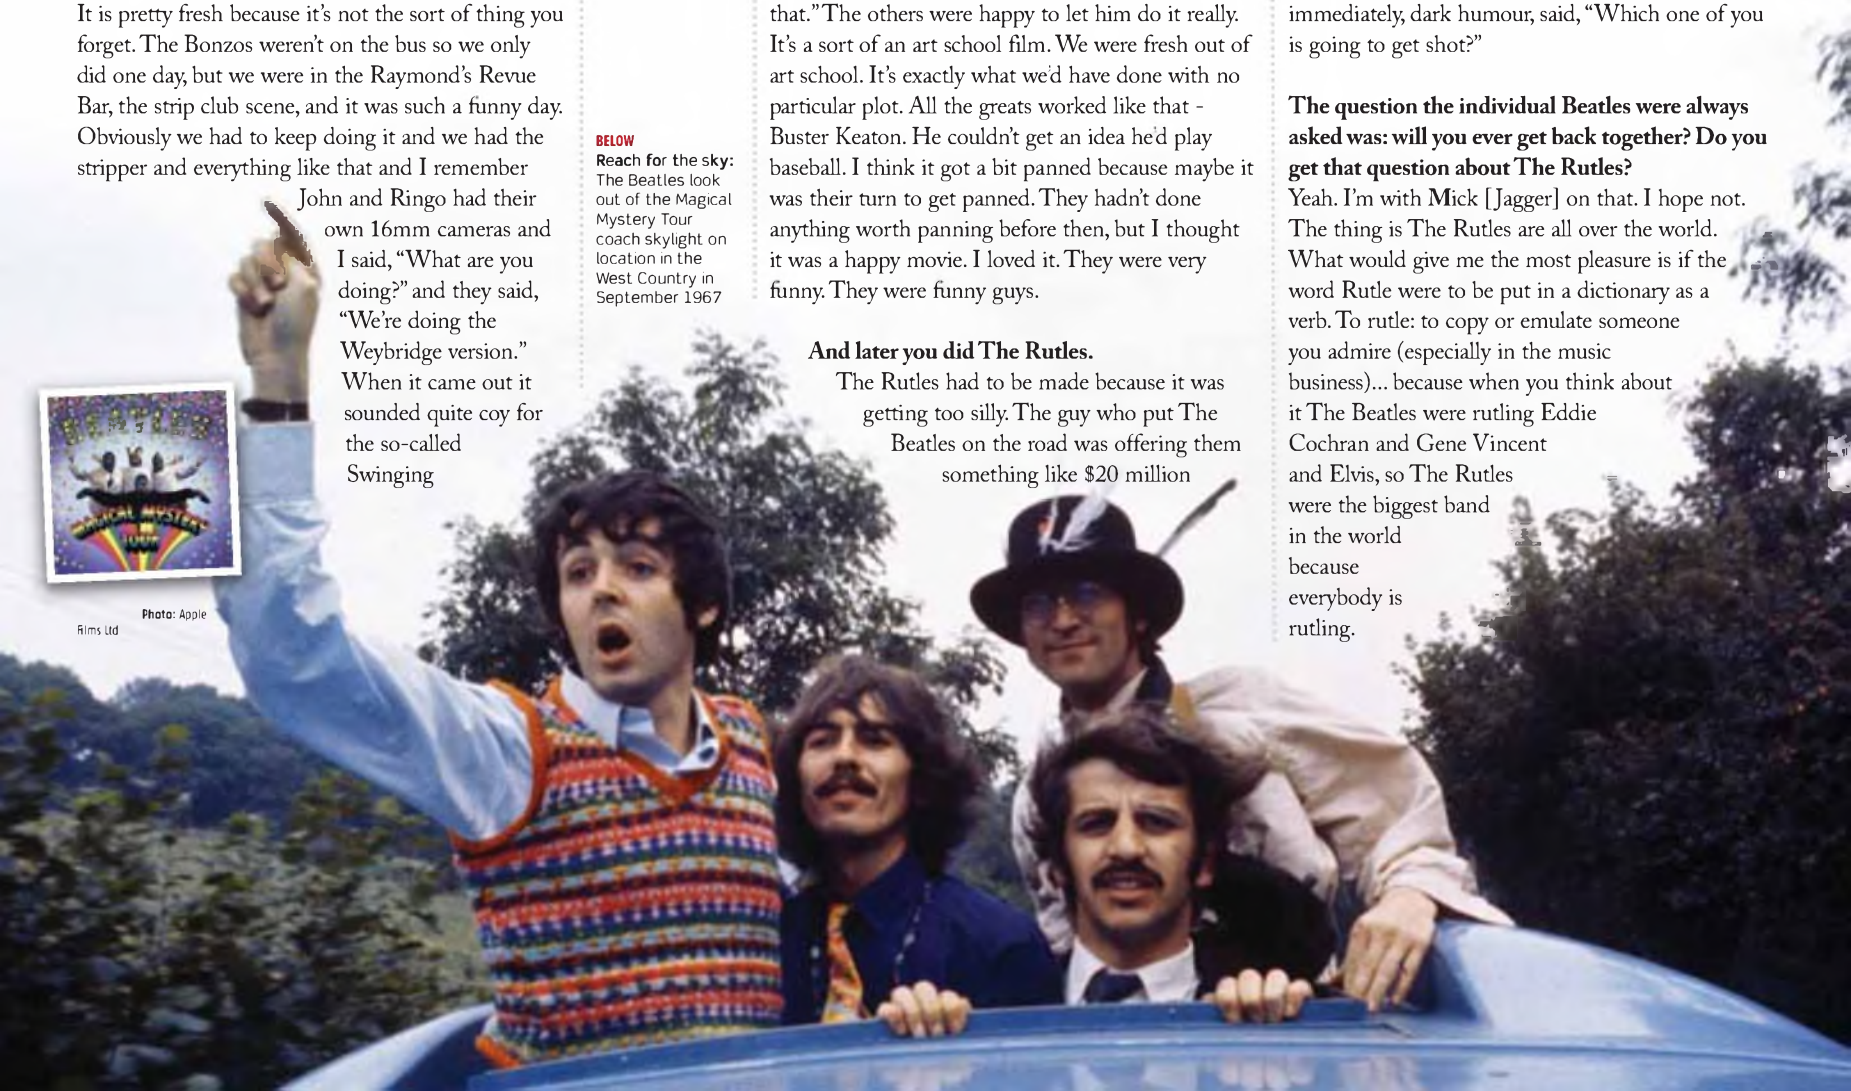 It is pretty fresh because it's not the sort of thing you
forget. The Bonzos weren't on the bus so we only
did one day, but we were in the Raymond's Revue
Bar, the strip club scene, and it was such a funny day.
Obviously we had to keep doing it and we had the
stripper and everything like that and I remember
John and Ringo had their
own 16mm cameras and
I said, “What are you
doing?” and they said,
“We're doing the
Weybridge version.”
When it came out it
sounded quite coy for
the so-called
Swinging
BEATLES
MAGICAL MYSTERY
TOUR
Photo: Apple
Films Ltd
BELOW
Reach for the sky:
The Beatles look
out of the Magical
Mystery Tour
coach skylight on
location in the
West Country in
September 1967
that.” The others were happy to let him do it really.
It's a sort of an art school film. We were fresh out of
art school. It's exactly what we'd have done with no
particular plot. All the greats worked like that -
Buster Keaton. He couldn't get an idea he'd play
baseball. I think it got a bit panned because maybe it
was their turn to get panned. They hadn't done
anything worth panning before then, but I thought
it was a happy movie. I loved it. They were very
funny. They were funny guys.
And later you did The Rutles.
The Rutles had to be made because it was
getting too silly. The guy who put The
Beatles on the road was offering them
something like $20 million
immediately, dark humour, said, “Which one of you
is going to get shot?”
The question the individual Beatles were always
asked was: will you ever get back together? Do you
get that question about The Rutles?
Yeah. I'm with Mick [Jagger] on that. I hope not.
The thing is The Rutles are all over the world.
What would give me the most pleasure is if the
word Rutle were to be put in a dictionary as a
verb. To rutle: to copy or emulate someone
you admire (especially in the music
business)... because when you think about
it The Beatles were rutling Eddie
Cochran and Gene Vincent
and Elvis, so The Rutles
were the biggest band
in the world
because
everybody is
rutling.